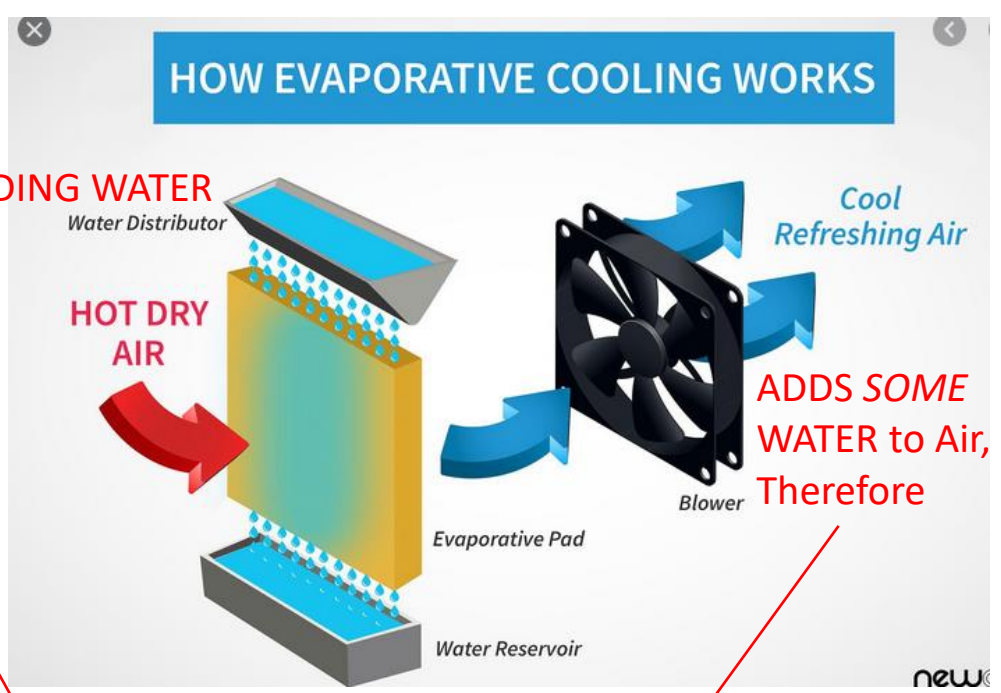 HOW EVAPORATIVE COOLING WORKS
DING WATER
Water Distributor
Cool
Refreshing Air
HOT DRY
AIR
ADDS SOME
WATER to Air,
Therefore
Blower
Evaporative Pad
Water Reservoir